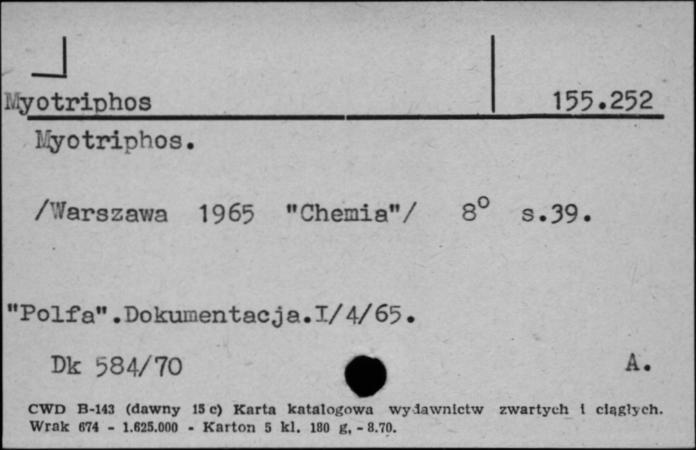 Myotriphos 155.252
Myotriphos.
/Warszawa 1965 "Chemia"/ 8° s.39.
"Polfa".Dokumentacja.I/4/65.
Dk 584/70 A.
CWD B-143 (dawny 15 c) Karta katalogowa wydawnictw zwartych i ciągłych.
Wrak 674 - 1.625.000 - Karton 5 kl. 180 g, - 8.70.